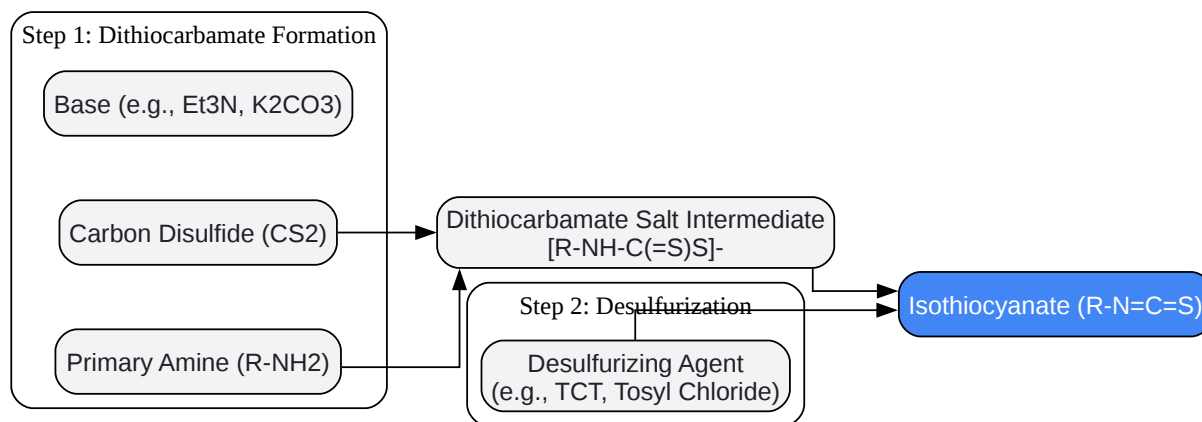 Step 1: Dithiocarbamate Formation
Base (e.g., Et3N, K2CO3)
Carbon Disulfide (CS2)
Primary Amine (R-NH2)
Dithiocarbamate Salt Intermediate
[R-NH-C(=S)S]-
Step 2: Desulfurization
Desulfurizing Agent
(e.g., TCT, Tosyl Chloride)
Isothiocyanate (R-N=C=S)